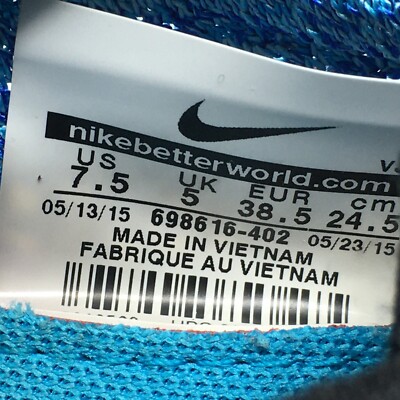 nikebetterworld.com
US UK EUR cm
7.5 5 38.5 24.5
05/13/15 698616-402 05/23/15
MADE IN VIETNAM
FABRIQUE AU VIETNAM